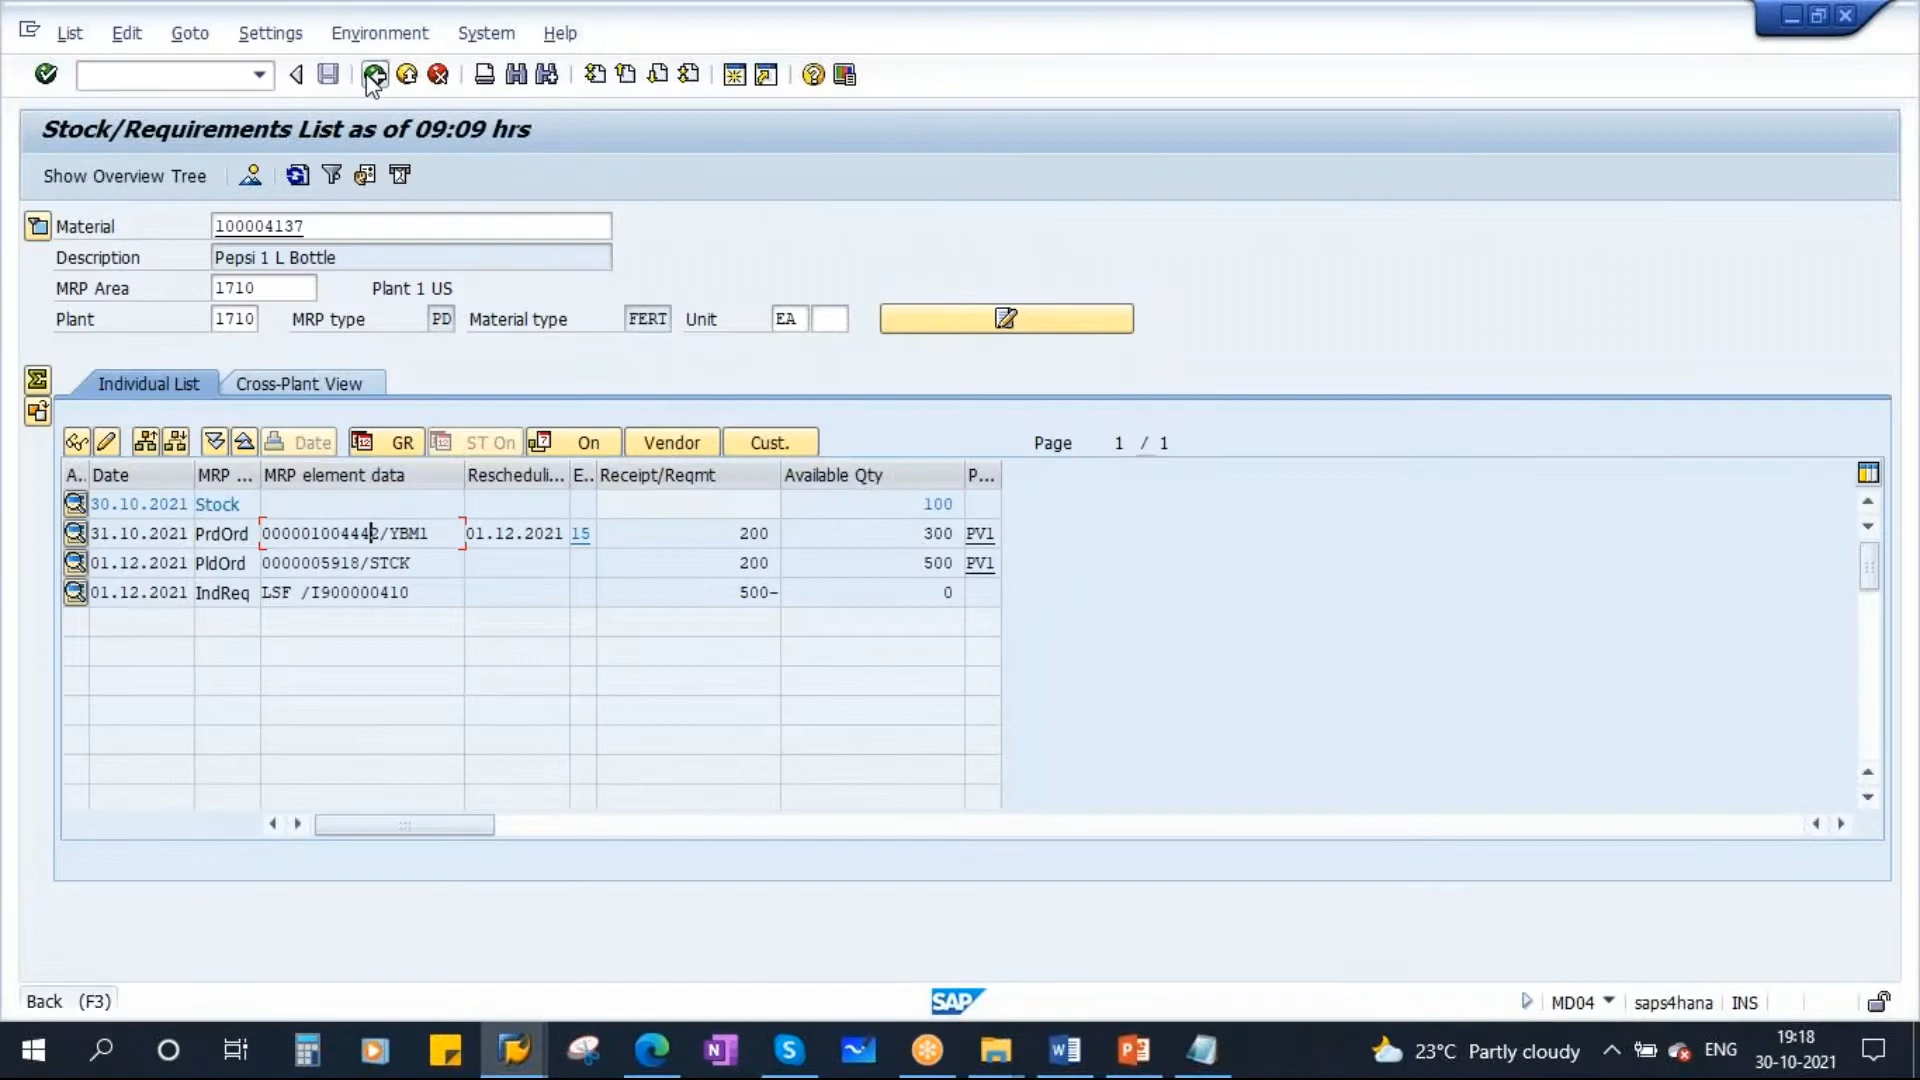 List Edit Goto Settings Environment System Help
Stock/Requirements List as of 09:09 hrs
Show Overview Tree
Material 100004137
Description Pepsi 1 L Bottle
MRP Area 1710 Plant 1 US
Plant 1710 MRP type PD Material type FERT Unit EA
Individual List Cross-Plant View
Date GR ST On On Vendor Cust. Page 1 / 1
A.. Date MRP ... MRP element data Rescheduli... E.. Receipt/Reqmt Available Qty P...
30.10.2021 Stock 100
31.10.2021 PrdOrd 000001004442/YBM1 01.12.2021 15 200 300 PV1
01.12.2021 PldOrd 0000005918/STCK 200 500 PV1
01.12.2021 IndReq LSF /I900000410 500- 0
Back (F3) SAP MD04 saps4hana INS
23°C Partly cloudy ENG 19:18
30-10-2021